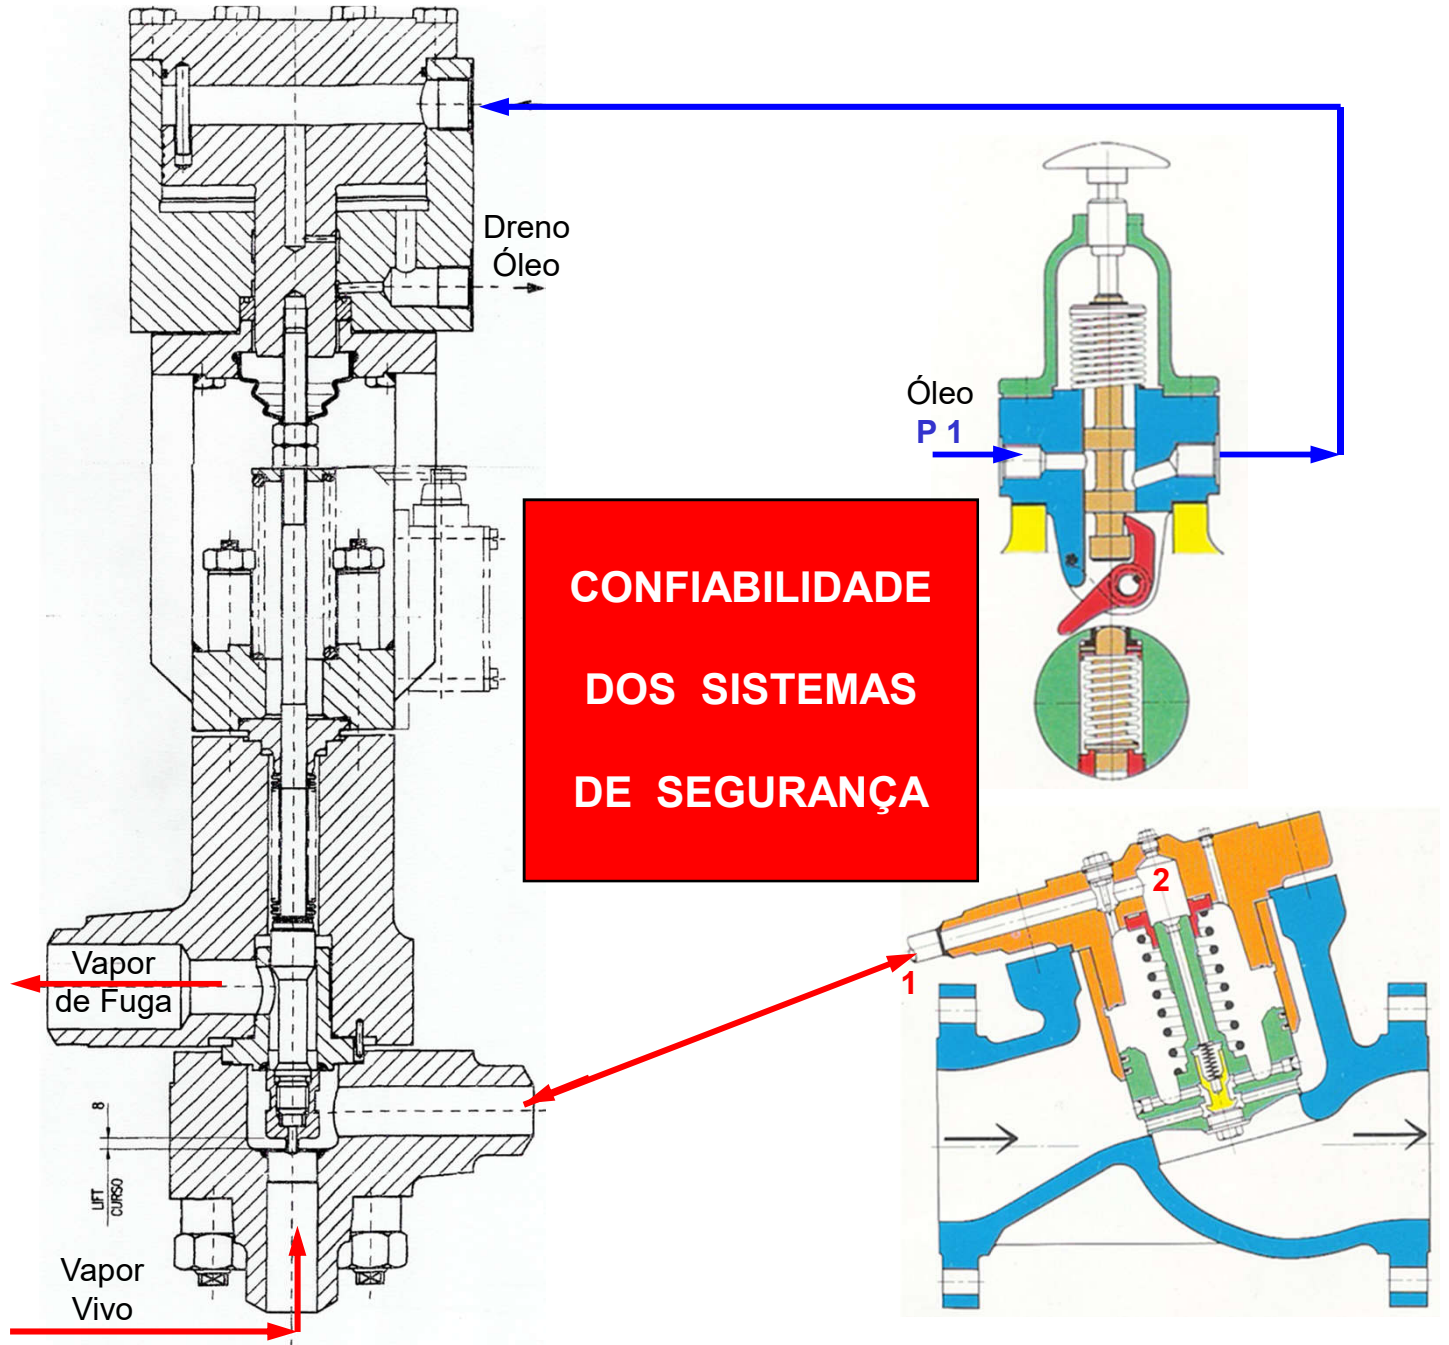 Dreno
Óleo
Óleo
P 1
CONFIABILIDADE
DOS SISTEMAS
DE SEGURANÇA
2
1
Vapor
de Fuga
8
LIFT
CURSO
Vapor
Vivo